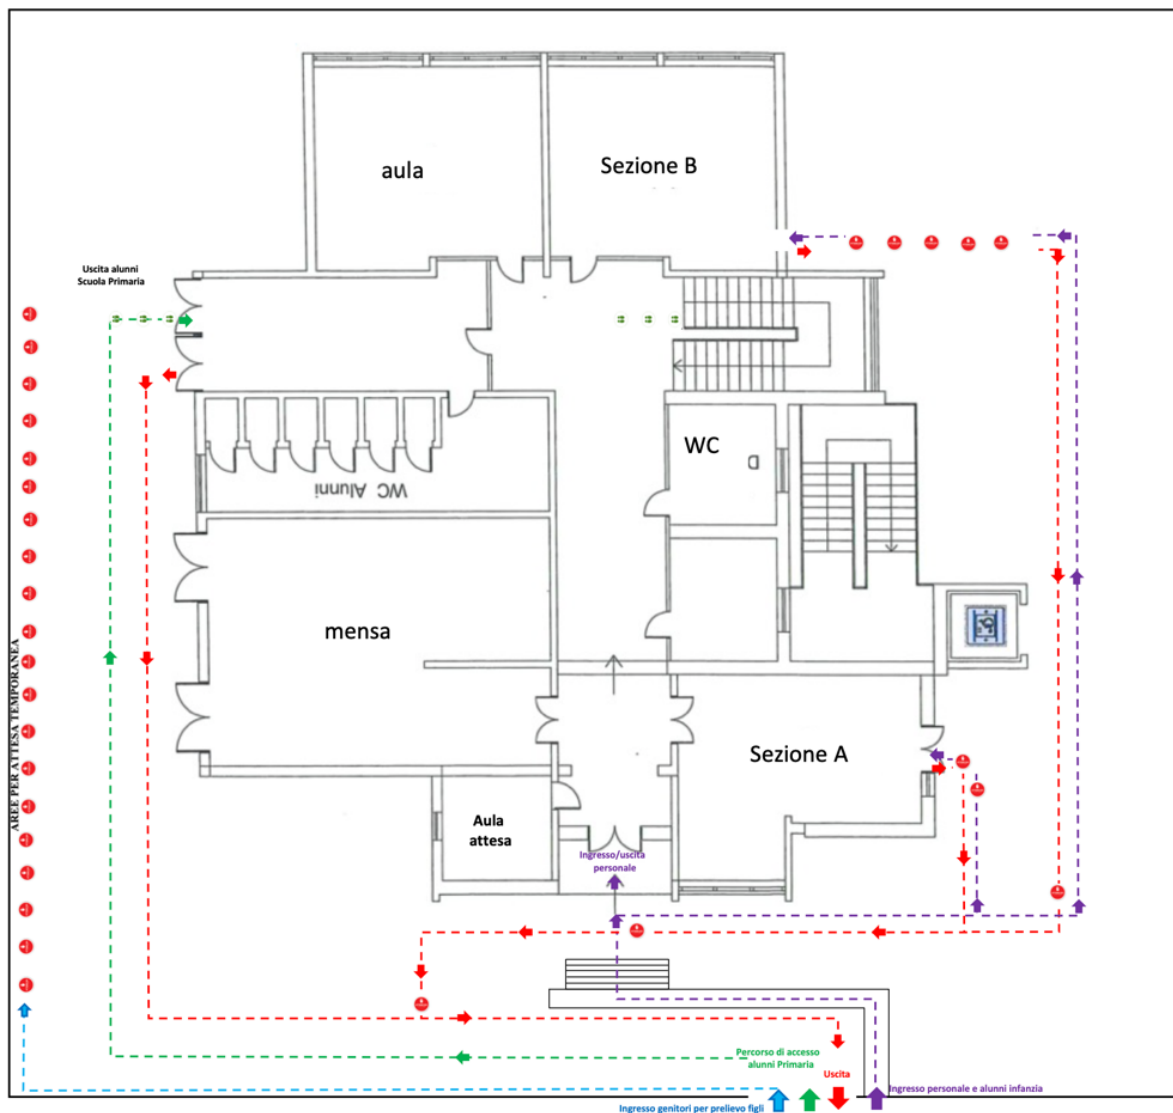 aula
Sezione B
Uscita alunni
Scuola Primaria
WC
WC Alunni
mensa
AREE PER ATTESA TEMPORANEA
Sezione A
Aula
attesa
Ingresso/uscita
personale
Percorso di accesso
alunni Primaria
Uscita
Ingresso personale e alunni infanzia
Ingresso genitori per prelievo figli